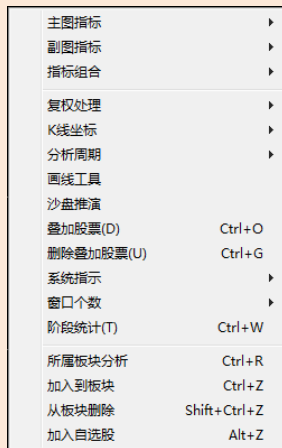 主图指标
副图指标
指标组合
复权处理
K线坐标
分析周期
画线工具
沙盘推演
叠加股票(D) Ctrl+O
删除叠加股票(U) Ctrl+G
系统指示
窗口个数
阶段统计(T) Ctrl+W
所属板块分析 Ctrl+R
加入到板块 Ctrl+Z
从板块删除 Shift+Ctrl+Z
加入自选股 Alt+Z